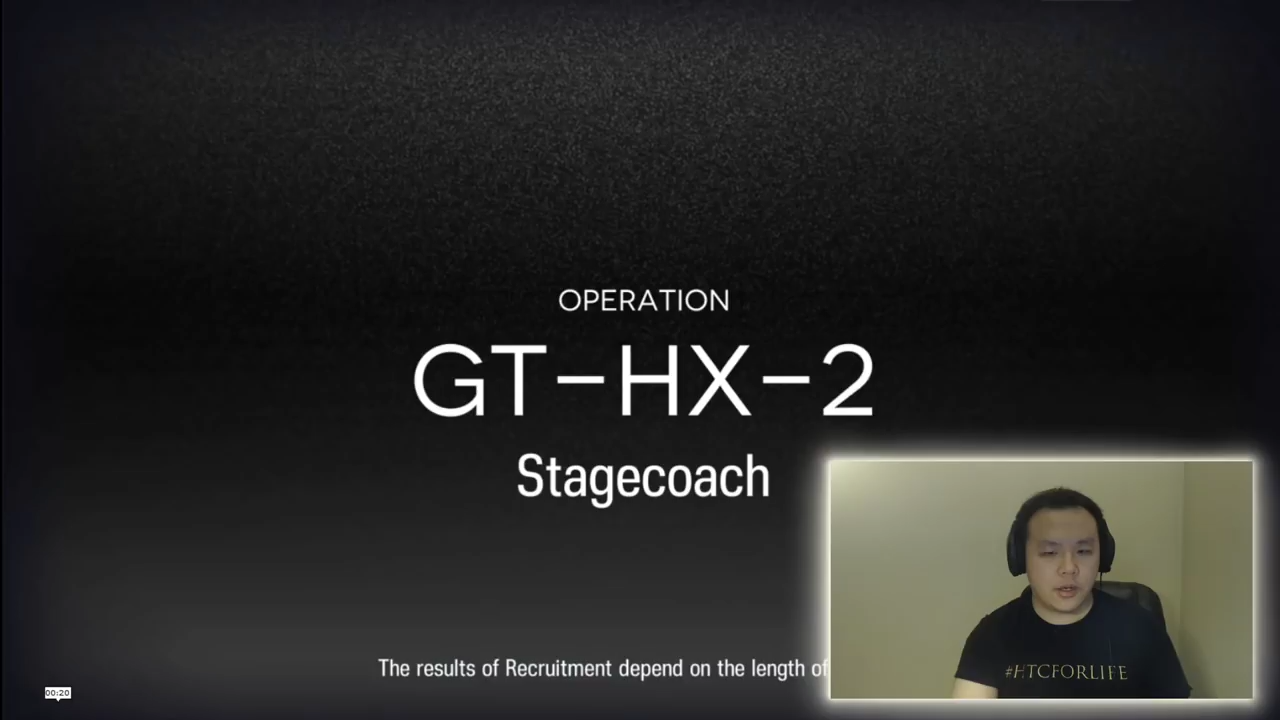 OPERATION
GT-HX-2
Stagecoach
The results of Recruitment depend on the length of
#HTCFORLIFE
00:20